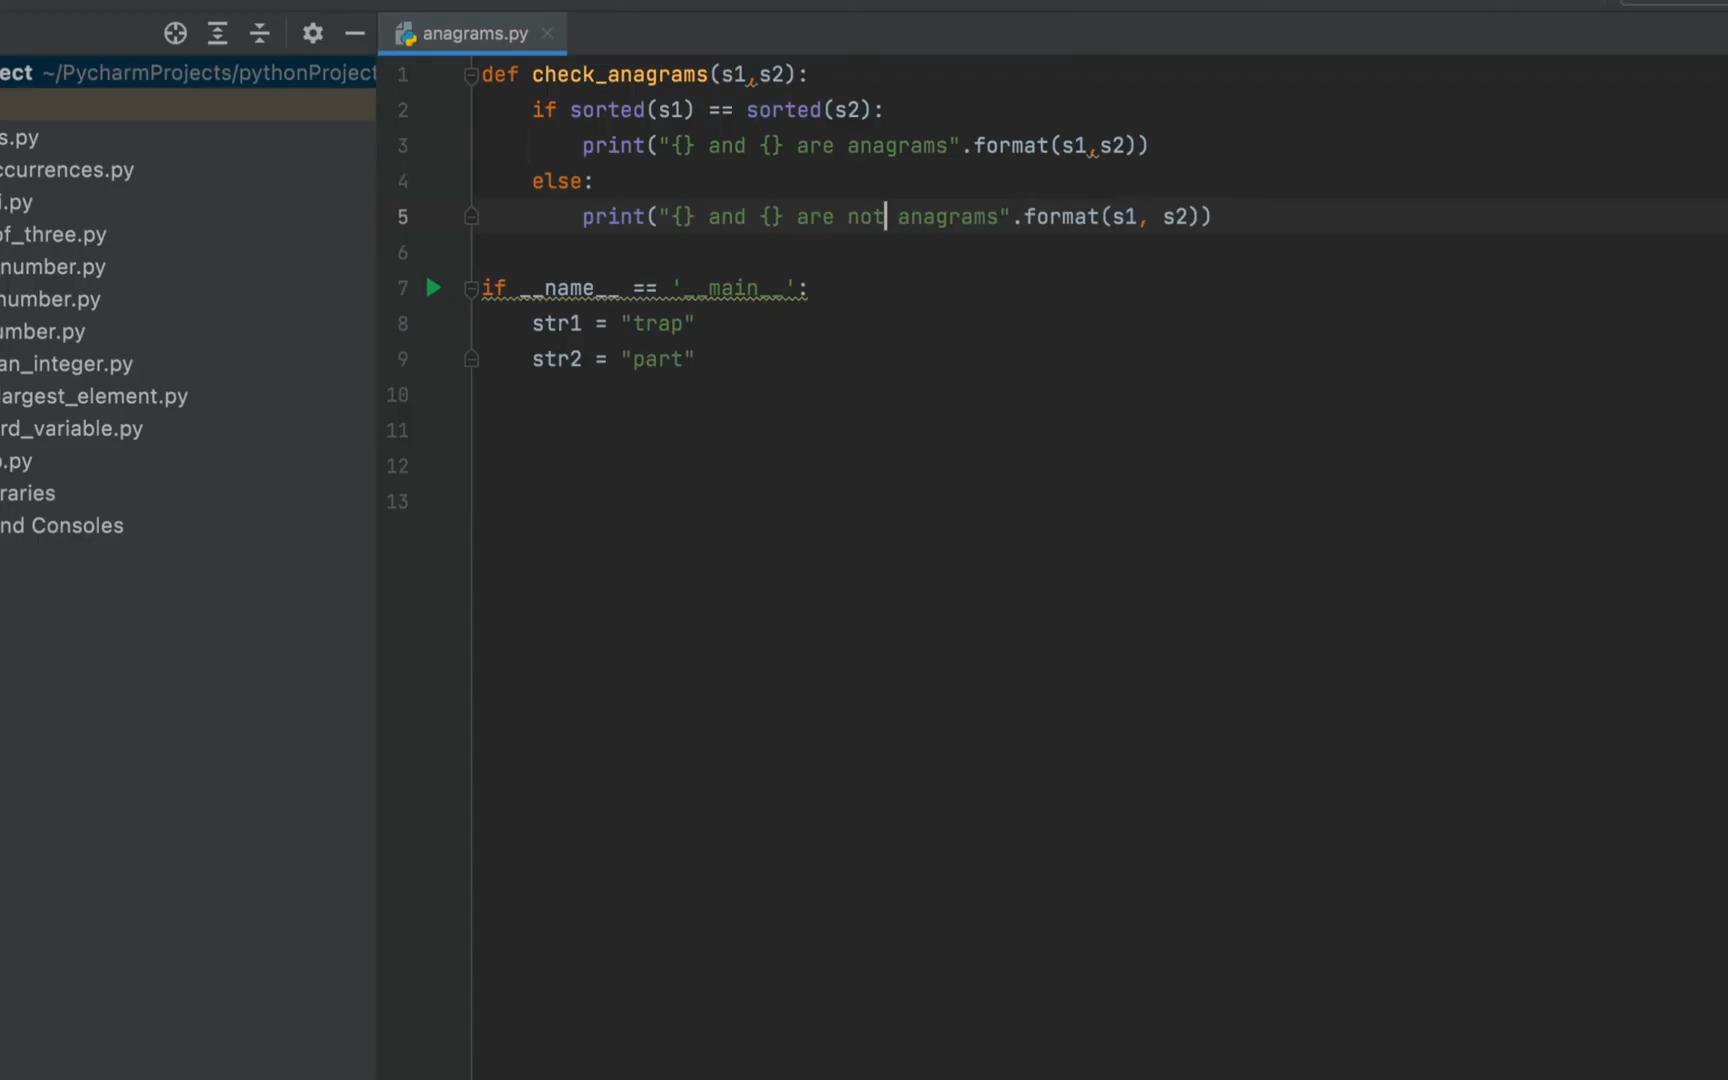 anagrams.py
ect ~/PycharmProjects/pythonProject
s.py
ccurrences.py
i.py
of_three.py
number.py
number.py
umber.py
an_integer.py
largest_element.py
rd_variable.py
o.py
raries
nd Consoles
1 def check_anagrams(s1,s2):
2 if sorted(s1) == sorted(s2):
3 print("{} and {} are anagrams".format(s1,s2))
4 else:
5 print("{} and {} are not anagrams".format(s1, s2))
6
7 if __name__ == '__main__':
8 str1 = "trap"
9 str2 = "part"
10
11
12
13